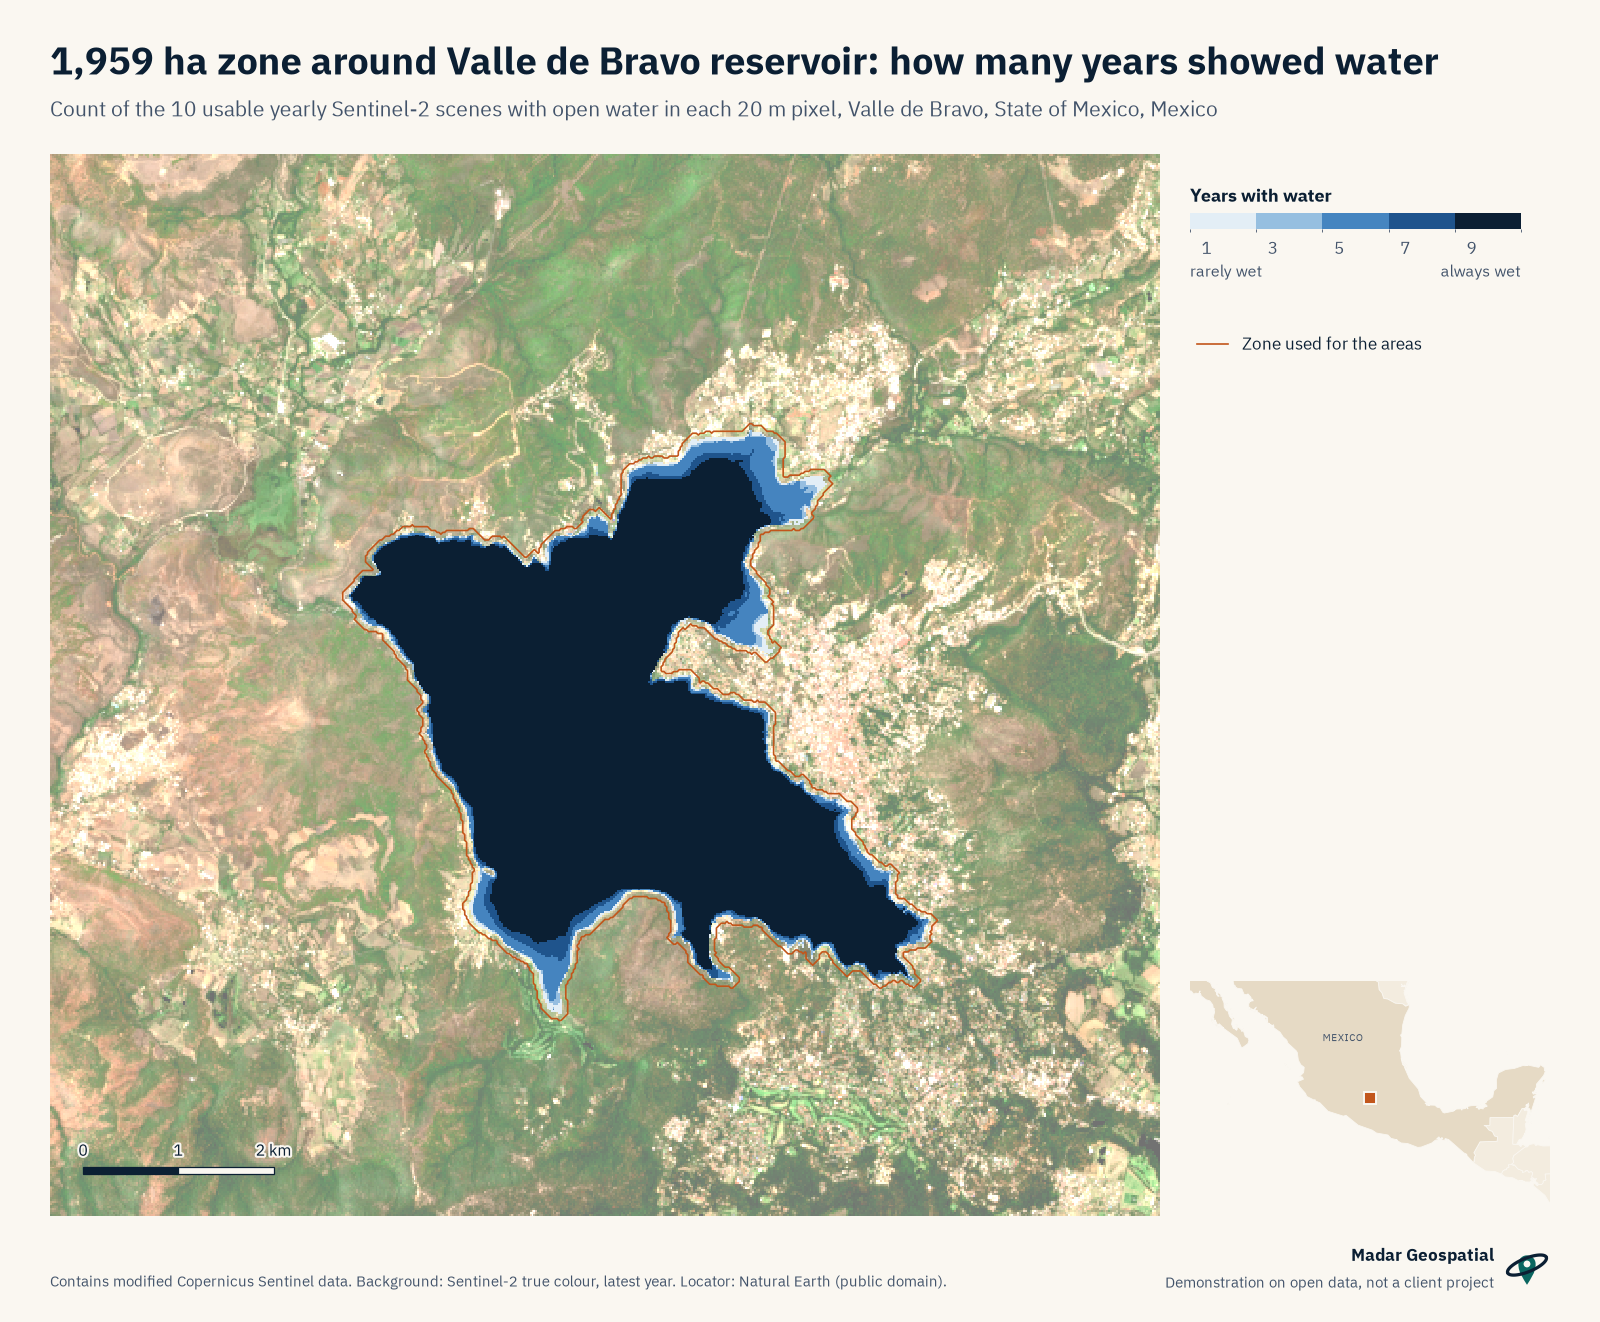 1,959 ha zone around Valle de Bravo reservoir: how many years showed water
Count of the 10 usable yearly Sentinel-2 scenes with open water in each 20 m pixel, Valle de Bravo, State of Mexico, Mexico
Years with water
1 3 5 7 9
rarely wet always wet
Zone used for the areas
MEXICO
0 1 2 km
Madar Geospatial
Contains modified Copernicus Sentinel data. Background: Sentinel-2 true colour, latest year. Locator: Natural Earth (public domain).
Demonstration on open data, not a client project